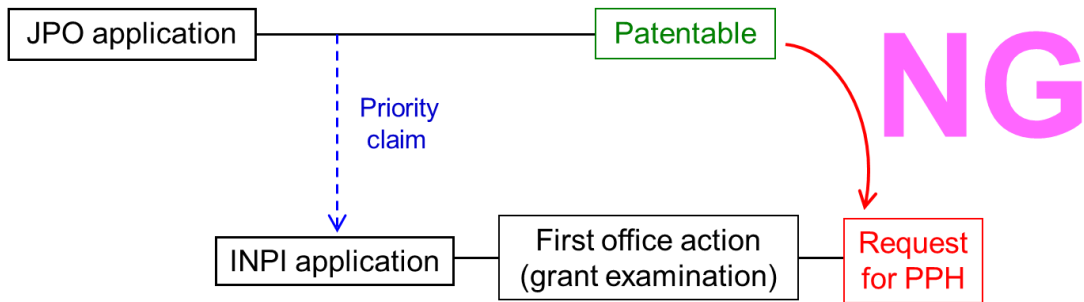 JPO application
Patentable
NG
Priority
claim
INPI application
First office action
(grant examination)
Request
for PPH